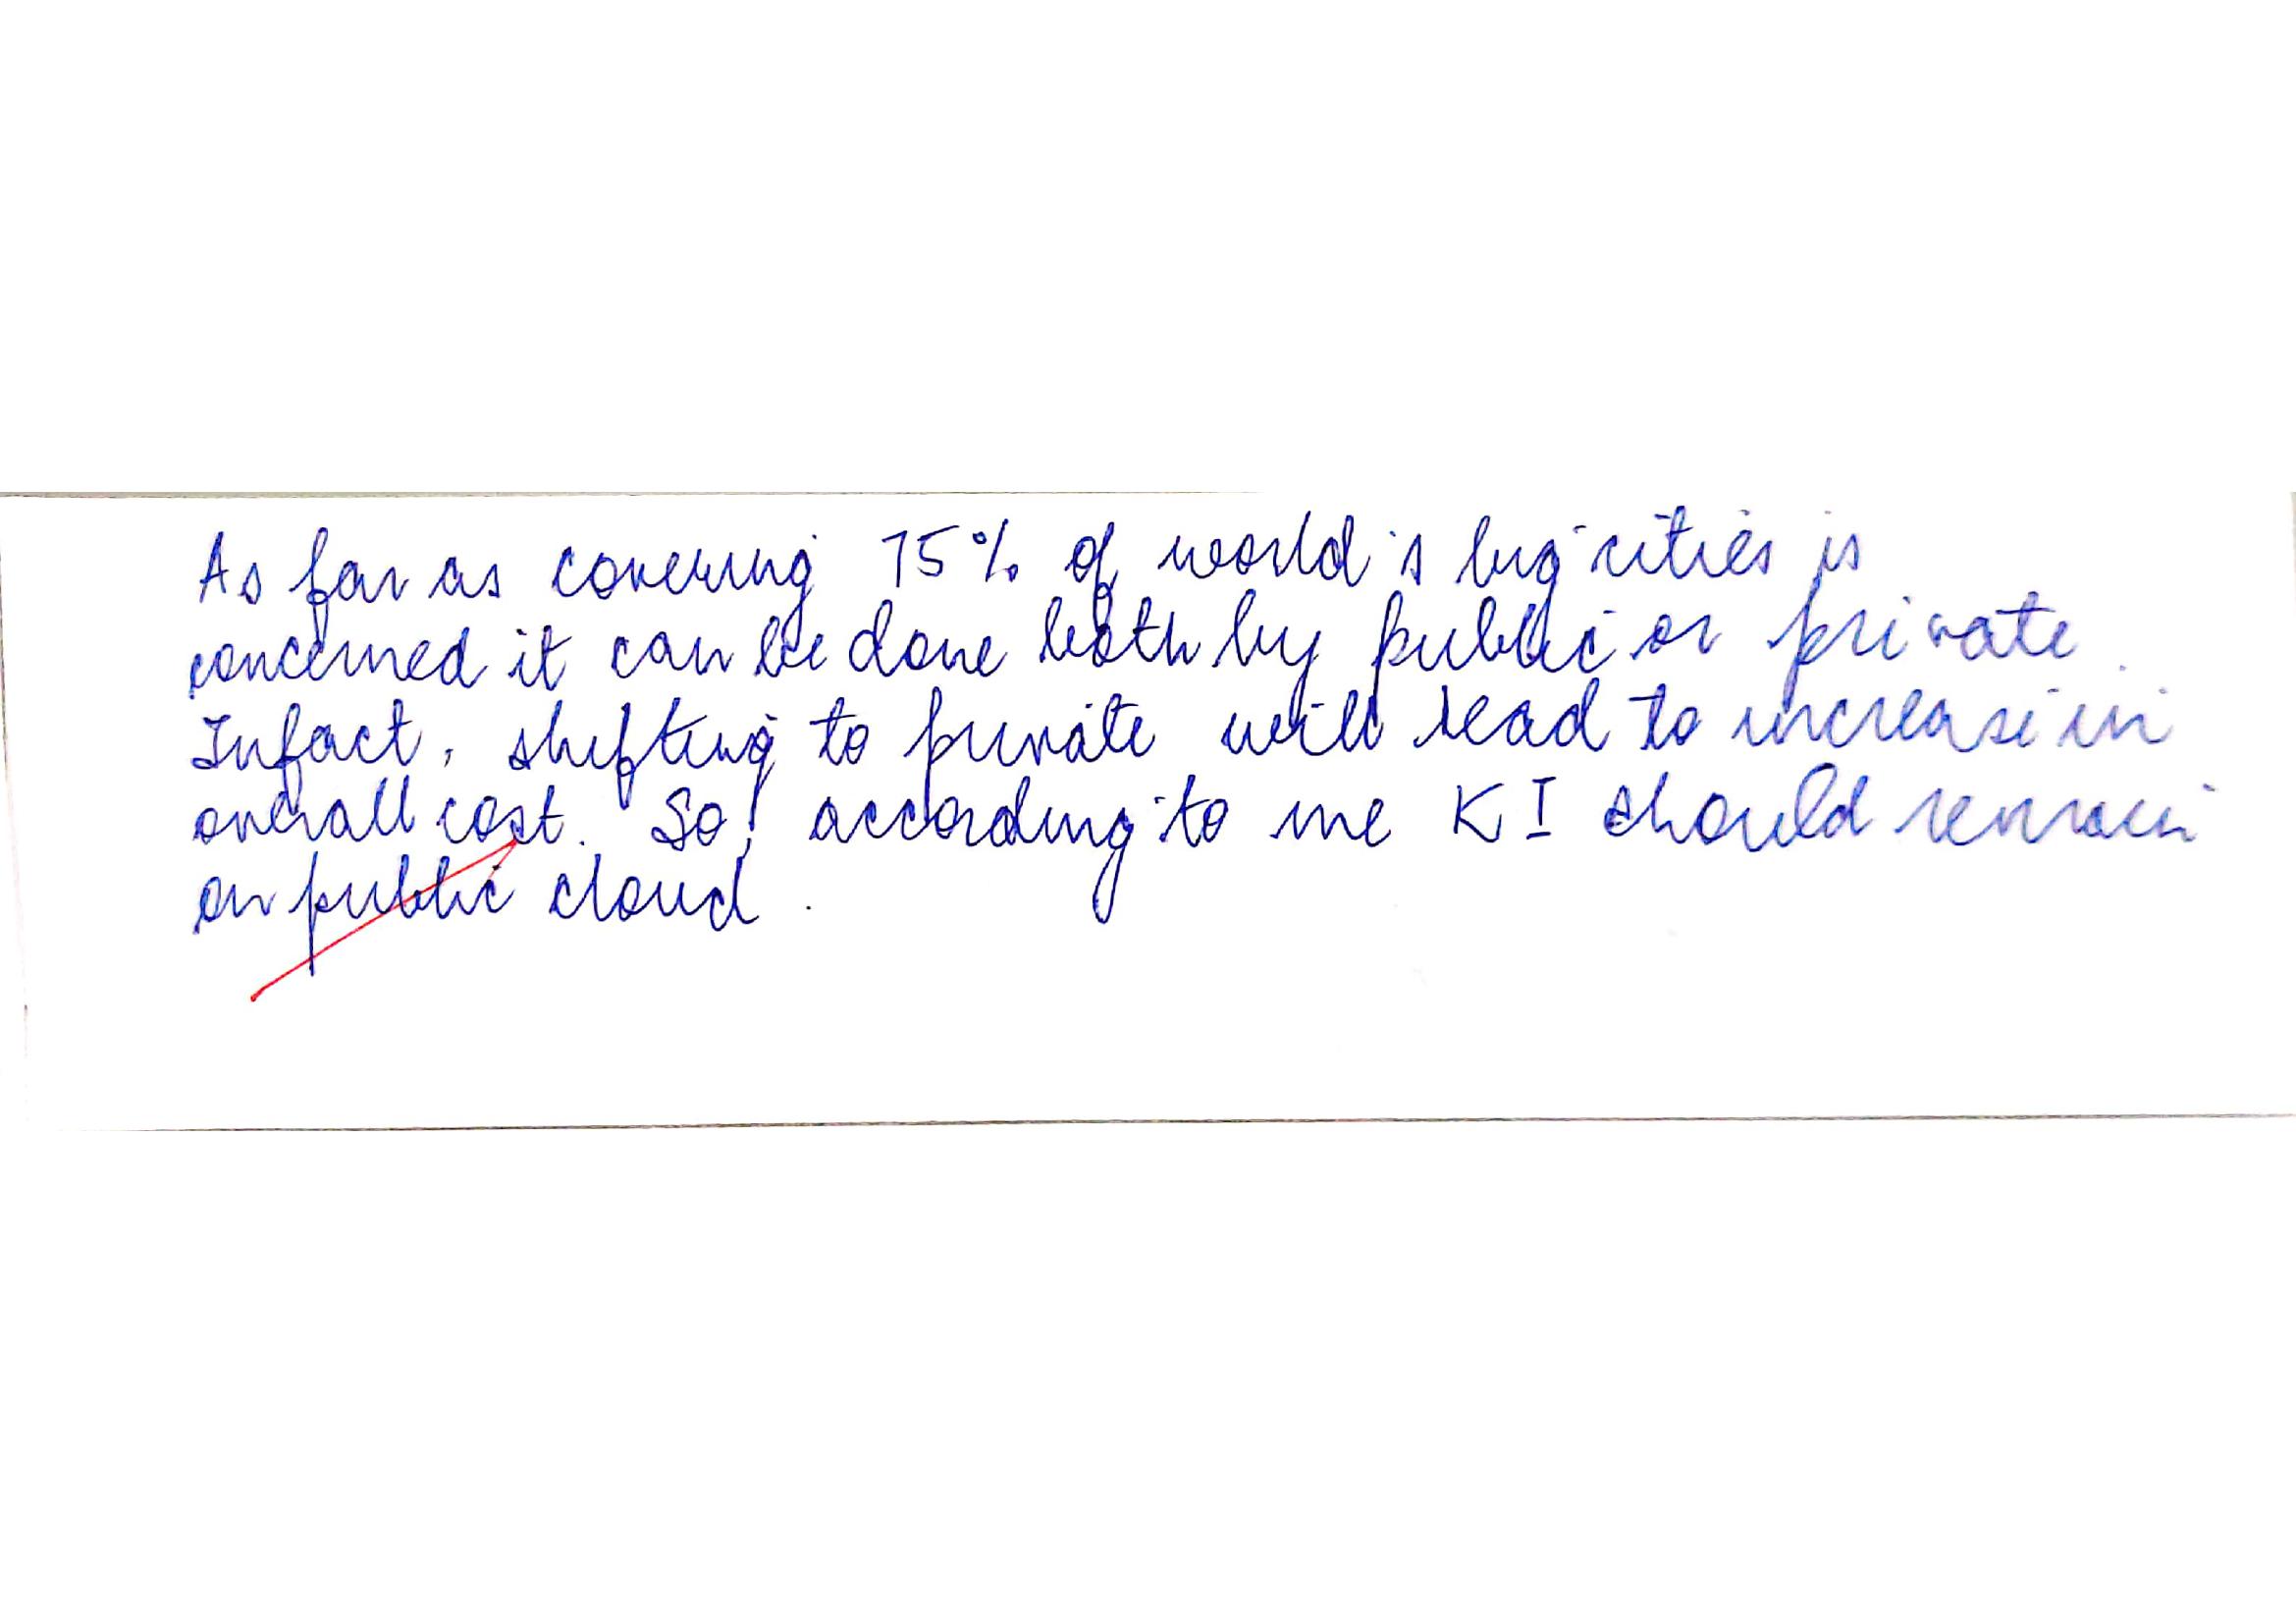 As far as covering 75% of world's big cities is
concerned it can be done both by public or private.
Infact, shifting to private will lead to increase in
overall cost. So, according to me KI should remain
on public cloud.